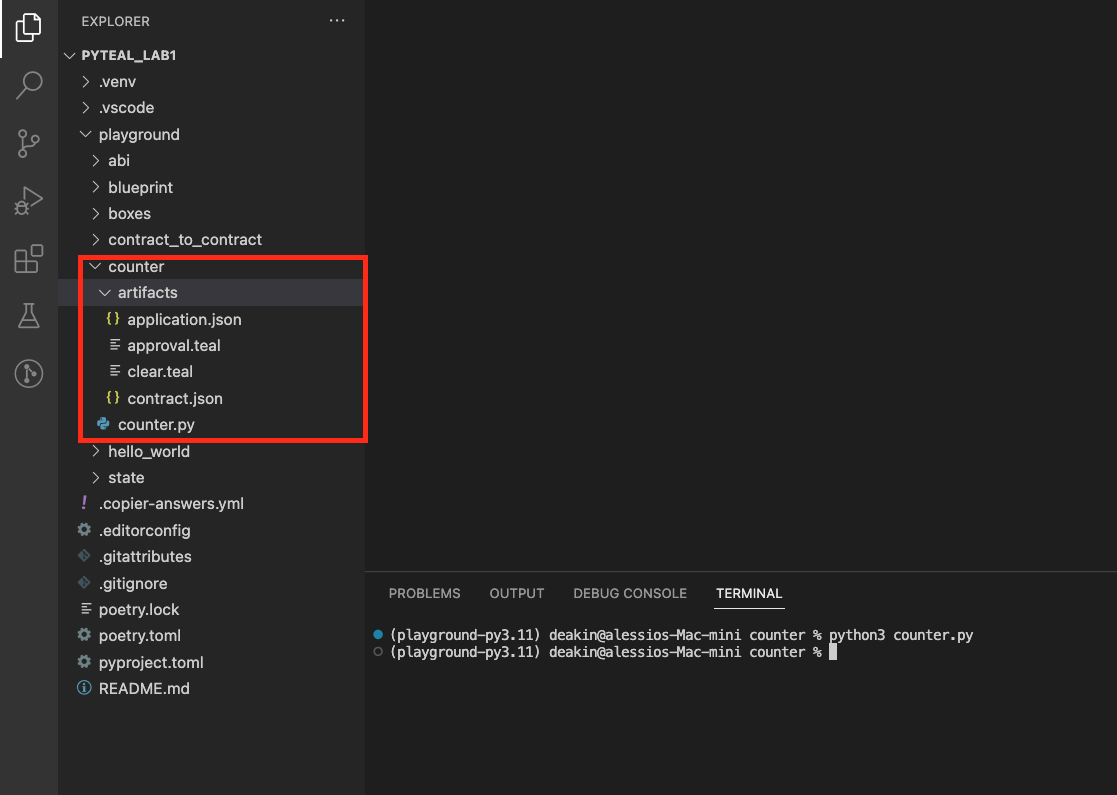 EXPLORER
PYTEAL_LAB1
.venv
.vscode
playground
abi
blueprint
boxes
contract_to_contract
counter
artifacts
{} application.json
approval.teal
clear.teal
{} contract.json
counter.py
hello_world
state
! .copier-answers.yml
.editorconfig
.gitattributes
.gitignore
poetry.lock
poetry.toml
pyproject.toml
README.md
PROBLEMS OUTPUT DEBUG CONSOLE TERMINAL
(playground-py3.11) deakin@alessios-Mac-mini counter % python3 counter.py
(playground-py3.11) deakin@alessios-Mac-mini counter %